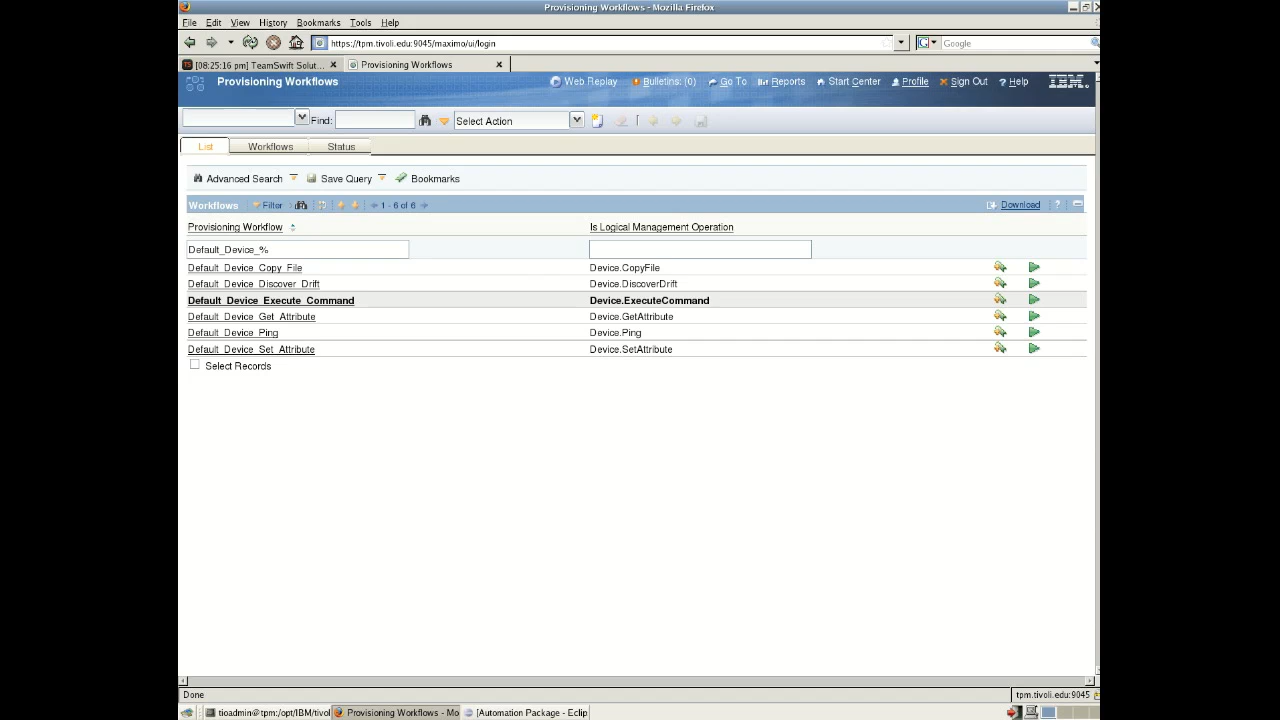 Provisioning Workflows - Mozilla Firefox
File Edit View History Bookmarks Tools Help
https://tpm.tivoli.edu:9045/maximo/ui/login
Google
[08:25:16 pm] TeamSwift Solut...
Provisioning Workflows
Provisioning Workflows
Web Replay Bulletins: (0) Go To Reports Start Center Profile Sign Out Help IBM.
Find: Select Action
List Workflows Status
Advanced Search Save Query Bookmarks
Workflows Filter 1 - 6 of 6 Download ?
Provisioning Workflow Is Logical Management Operation
Default_Device_%
Default_Device_Copy_File Device.CopyFile
Default_Device_Discover_Drift Device.DiscoverDrift
Default_Device_Execute_Command Device.ExecuteCommand
Default_Device_Get_Attribute Device.GetAttribute
Default_Device_Ping Device.Ping
Default_Device_Set_Attribute Device.SetAttribute
Select Records
Done tpm.tivoli.edu:9045
tioadmin@tpm:/opt/IBM/tivol Provisioning Workflows - Mo [Automation Package - Eclip